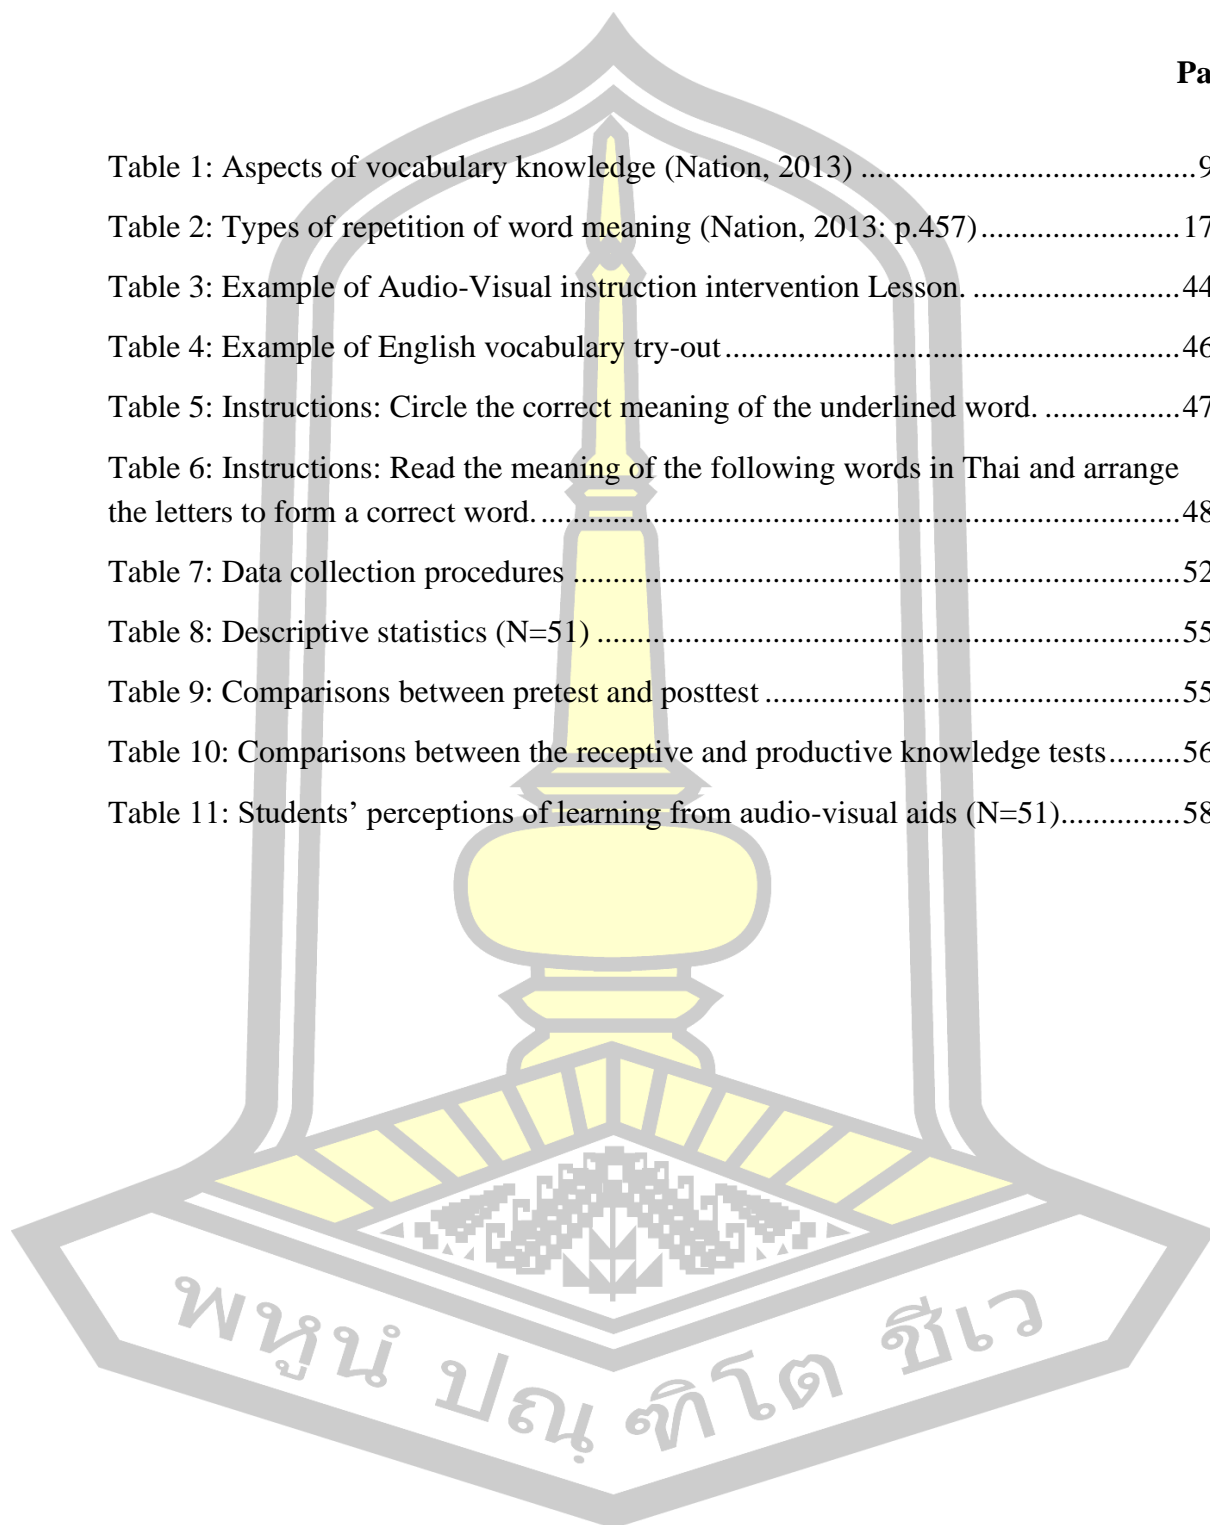 Pa
Table 1: Aspects of vocabulary knowledge (Nation, 2013) ........................................9
Table 2: Types of repetition of word meaning (Nation, 2013: p.457)........................17
Table 3: Example of Audio-Visual instruction intervention Lesson. .........................44
Table 4: Example of English vocabulary try-out.......................................................46
Table 5: Instructions: Circle the correct meaning of the underlined word. ................47
Table 6: Instructions: Read the meaning of the following words in Thai and arrange
the letters to form a correct word..............................................................................48
Table 7: Data collection procedures .........................................................................52
Table 8: Descriptive statistics (N=51) ......................................................................55
Table 9: Comparisons between pretest and posttest ..................................................55
Table 10: Comparisons between the receptive and productive knowledge tests.........56
Table 11: Students’ perceptions of learning from audio-visual aids (N=51)...............58
พหูนํ ปณฺฑิโต ชีเว